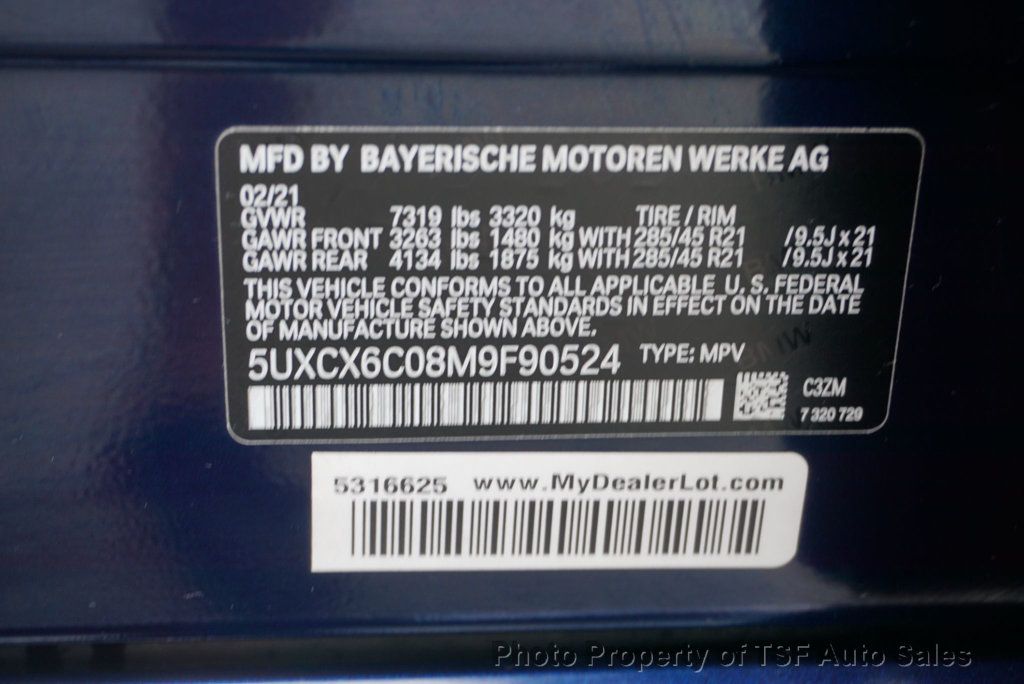 MFD BY BAYERISCHE MOTOREN WERKE AG
02/21
GVWR 7319 lbs 3320 kg TIRE / RIM
GAWR FRONT 3263 lbs 1480 kg WITH 285/45 R21 /9.5J x 21
GAWR REAR 4134 lbs 1875 kg WITH 285/45 R21 /9.5J x 21
THIS VEHICLE CONFORMS TO ALL APPLICABLE U. S. FEDERAL
MOTOR VEHICLE SAFETY STANDARDS IN EFFECT ON THE DATE
OF MANUFACTURE SHOWN ABOVE.
5UXCX6C08M9F90524 TYPE: MPV
C3ZM
7 320 729
5316625 www.MyDealerLot.com
Photo Property of TSF Auto Sales